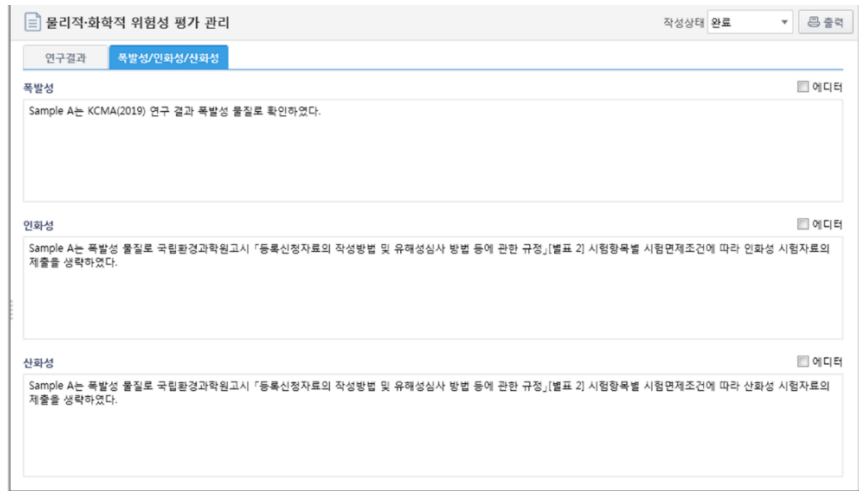 물리적·화학적 위험성 평가 관리
작성상태 완료 출력
연구결과 폭발성/인화성/산화성
폭발성 에디터
Sample A는 KCMA(2019) 연구 결과 폭발성 물질로 확인하였다.
인화성 에디터
Sample A는 폭발성 물질로 국립환경과학원고시 「등록신청자료의 작성방법 및 유해성심사 방법 등에 관한 규정」[별표 2] 시험항목별 시험면제조건에 따라 인화성 시험자료의
제출을 생략하였다.
산화성 에디터
Sample A는 폭발성 물질로 국립환경과학원고시 「등록신청자료의 작성방법 및 유해성심사 방법 등에 관한 규정」[별표 2] 시험항목별 시험면제조건에 따라 산화성 시험자료의
제출을 생략하였다.